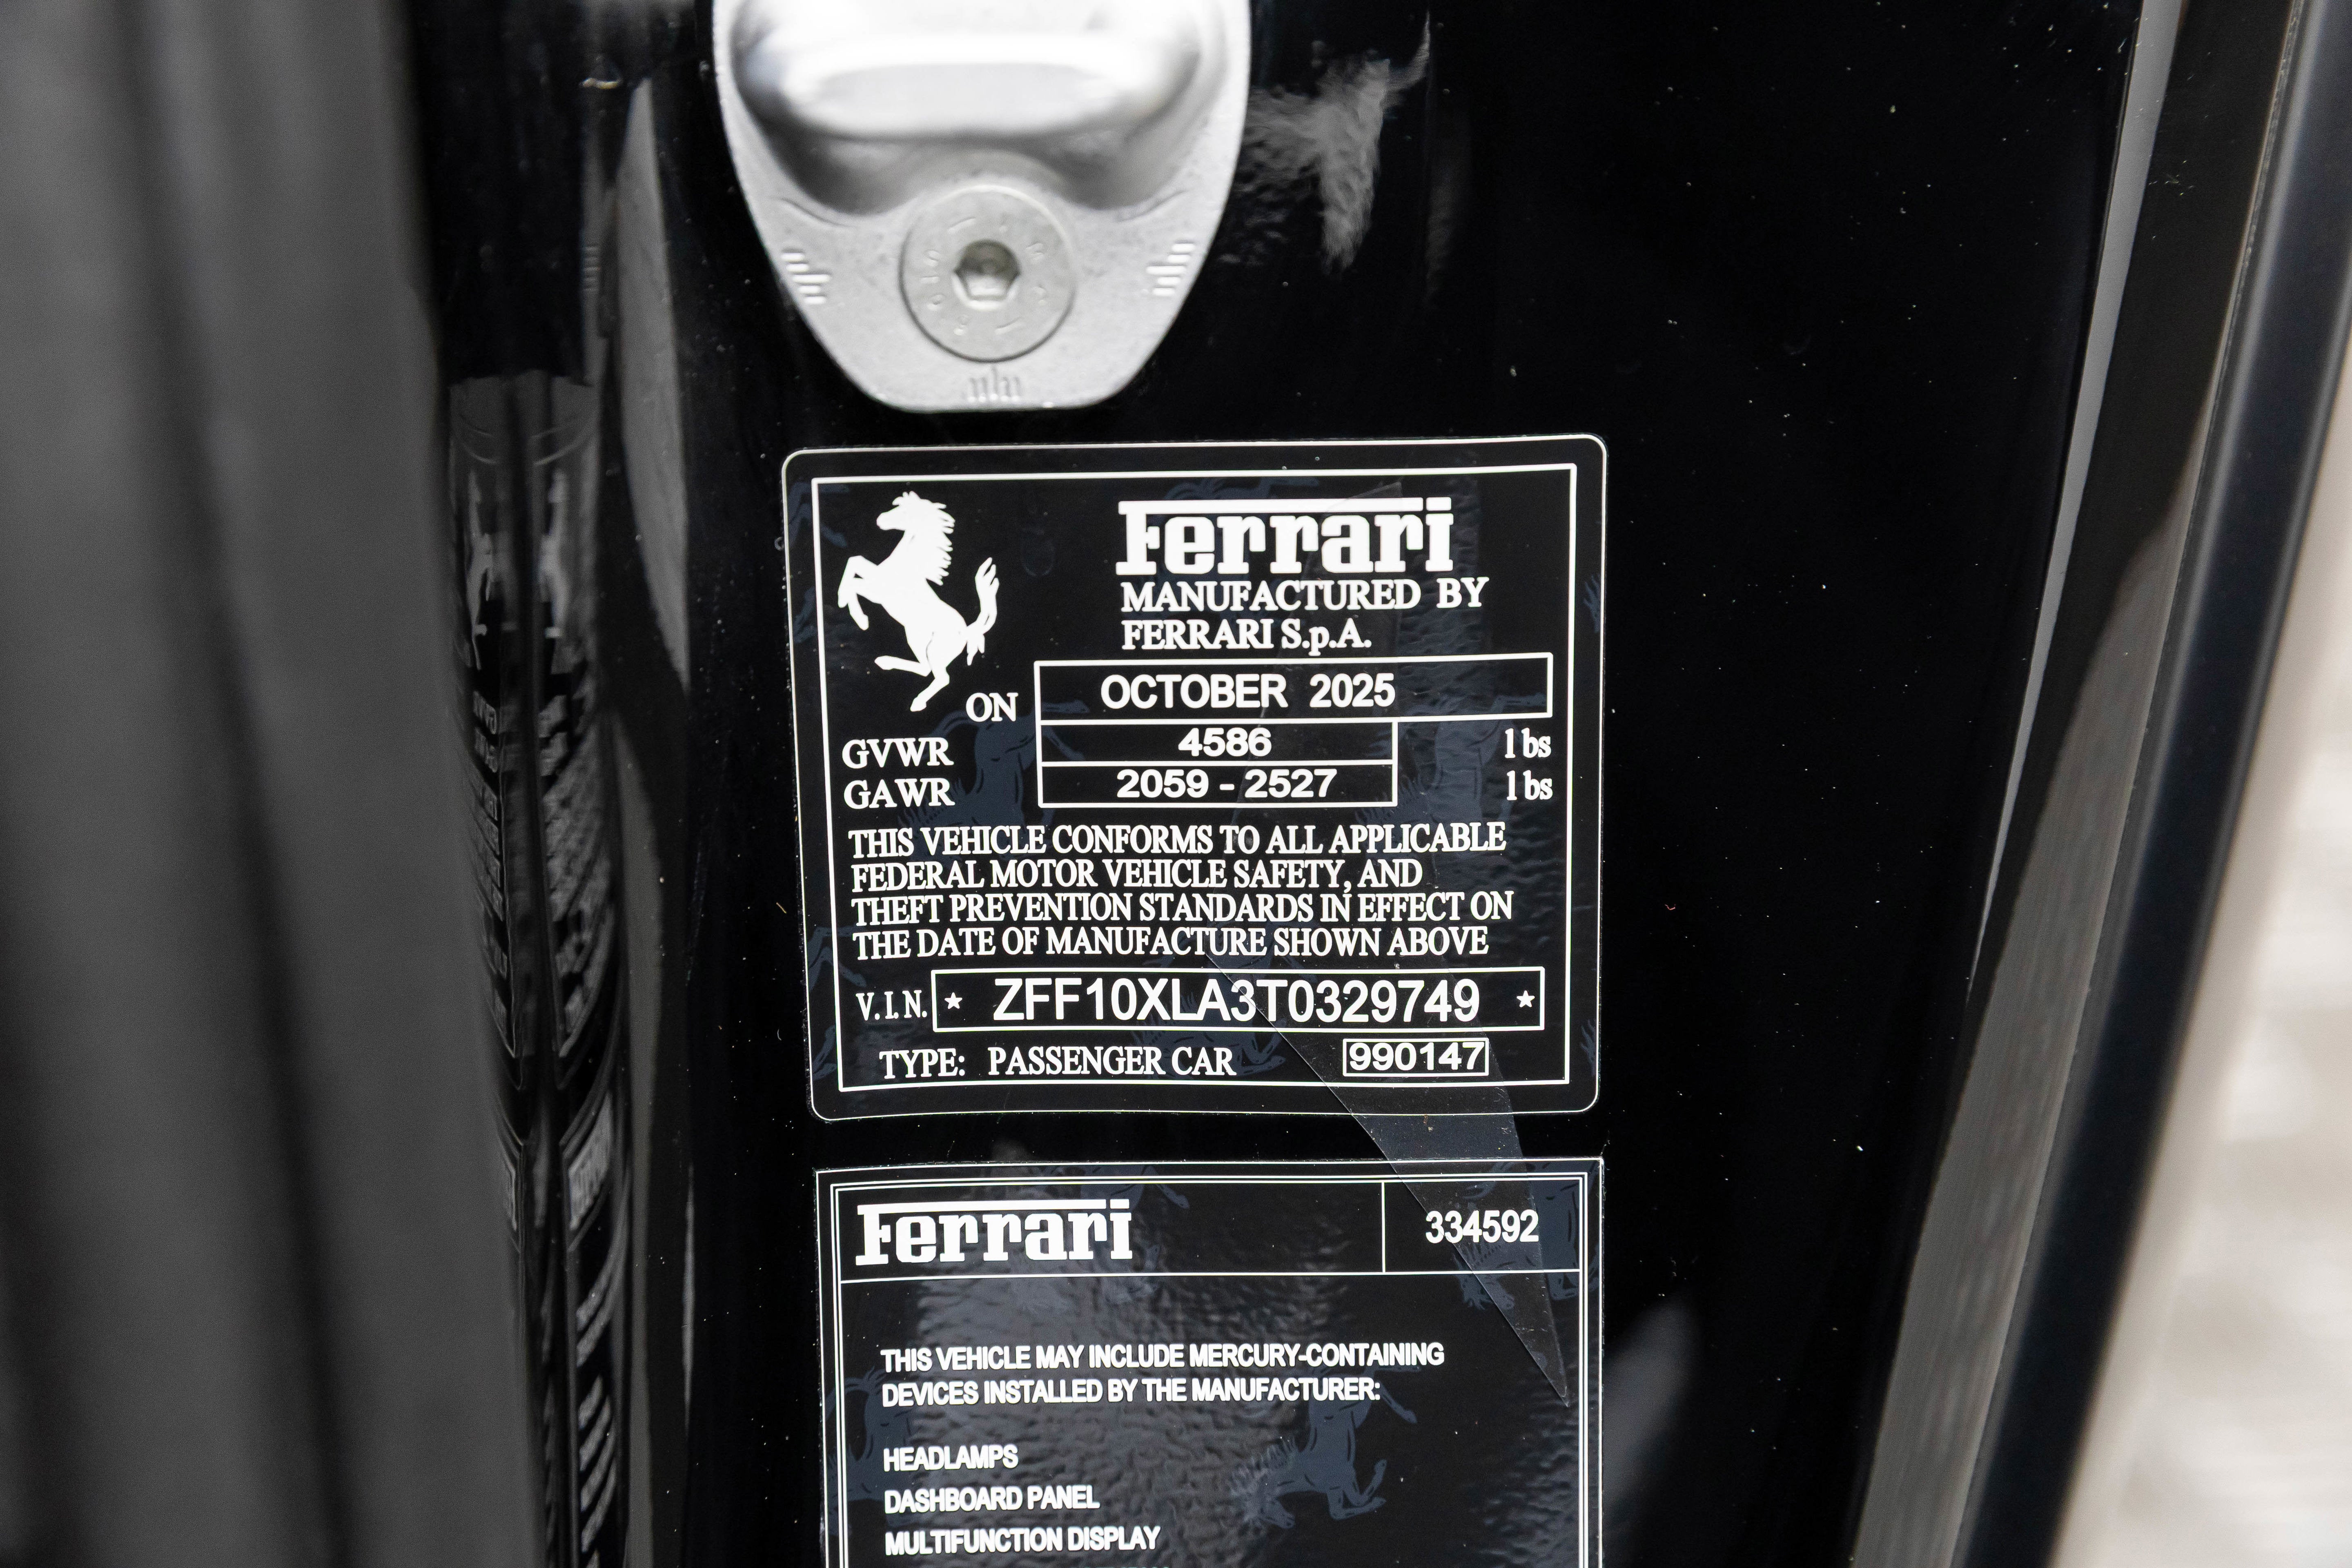 Ferrari
MANUFACTURED BY
FERRARI S.p.A.
ON OCTOBER 2025
GVWR 4586 lbs
GAWR 2059 - 2527 lbs
THIS VEHICLE CONFORMS TO ALL APPLICABLE
FEDERAL MOTOR VEHICLE SAFETY, AND
THEFT PREVENTION STANDARDS IN EFFECT ON
THE DATE OF MANUFACTURE SHOWN ABOVE
V.I.N. * ZFF10XLA3T0329749 *
TYPE: PASSENGER CAR 990147
Ferrari 334592
THIS VEHICLE MAY INCLUDE MERCURY-CONTAINING
DEVICES INSTALLED BY THE MANUFACTURER:
HEADLAMPS
DASHBOARD PANEL
MULTIFUNCTION DISPLAY